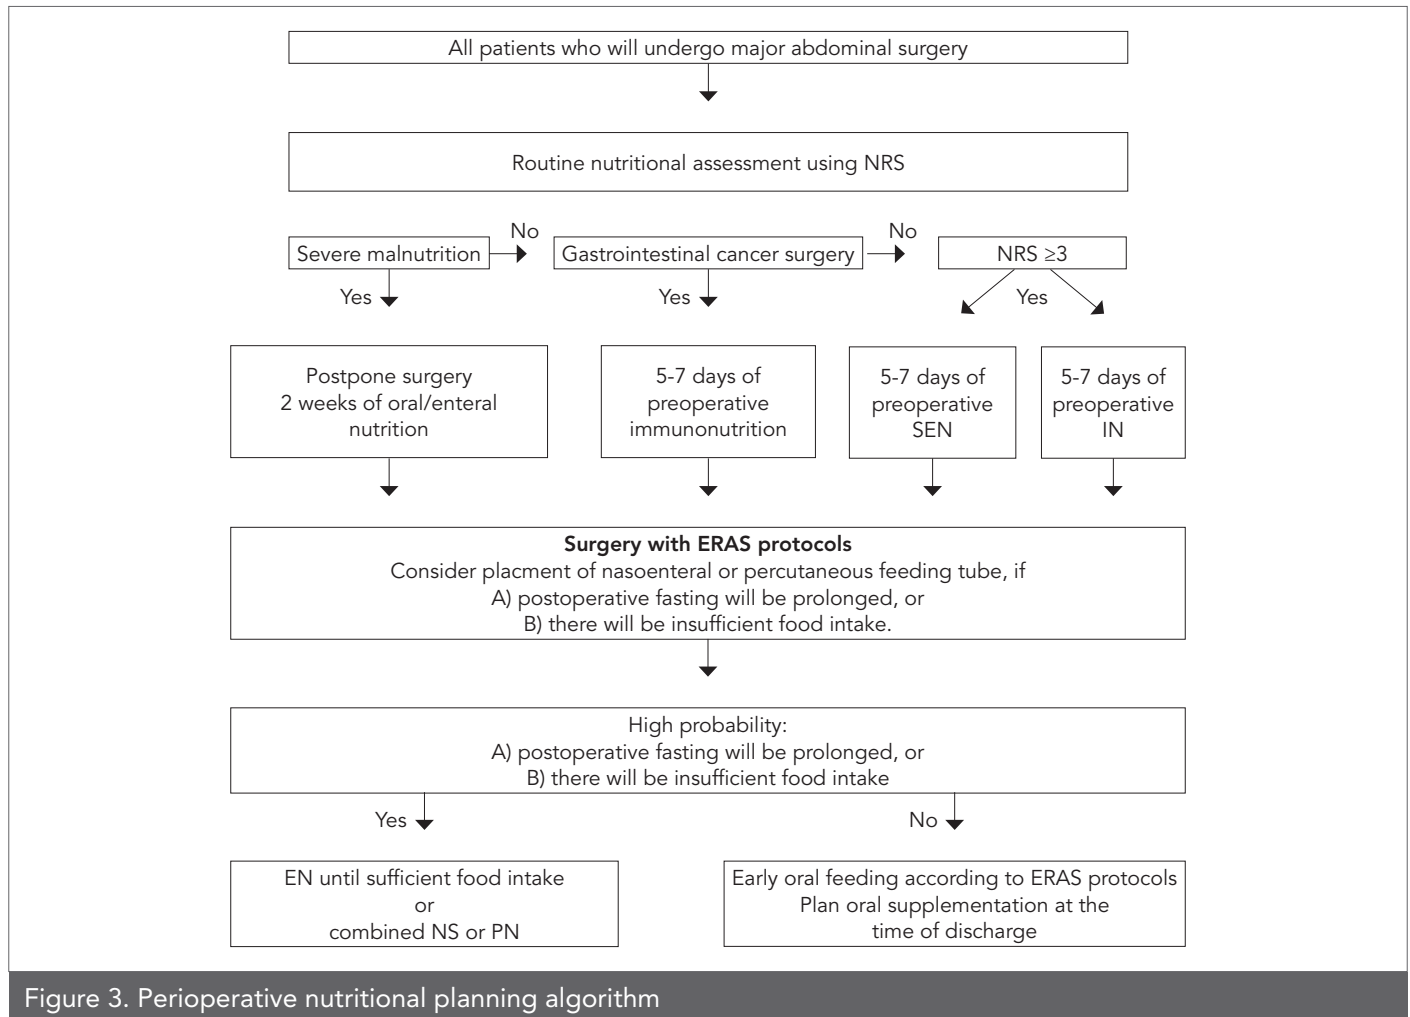 All patients who will undergo major abdominal surgery
Routine nutritional assessment using NRS
Severe malnutrition
No
Gastrointestinal cancer surgery
No
NRS ≥3
Yes
Yes
Yes
Postpone surgery
2 weeks of oral/enteral
nutrition
5-7 days of
preoperative
immunonutrition
5-7 days of
preoperative
SEN
5-7 days of
preoperative
IN
Surgery with ERAS protocols
Consider placment of nasoenteral or percutaneous feeding tube, if
A) postoperative fasting will be prolonged, or
B) there will be insufficient food intake.
High probability:
A) postoperative fasting will be prolonged, or
B) there will be insufficient food intake
Yes
No
EN until sufficient food intake
or
combined NS or PN
Early oral feeding according to ERAS protocols
Plan oral supplementation at the
time of discharge
Figure 3. Perioperative nutritional planning algorithm